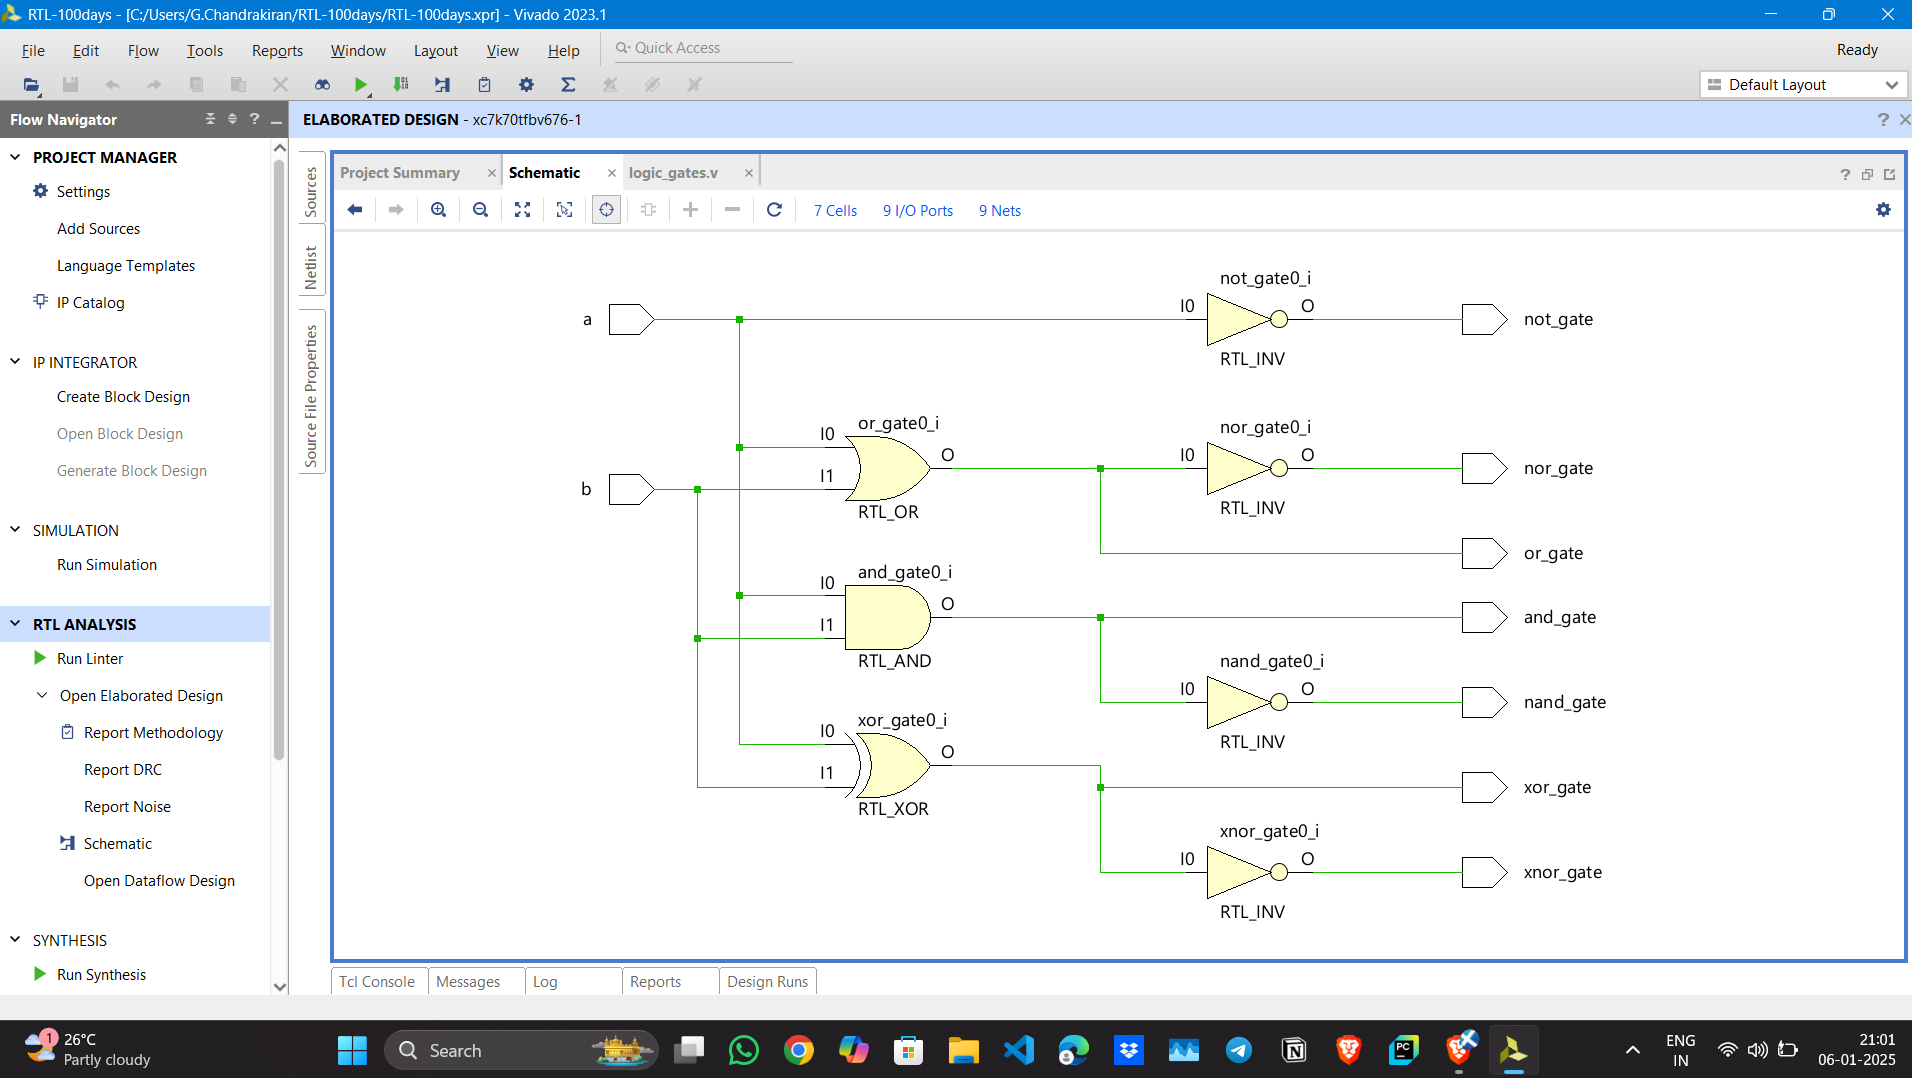 RTL-100days - [C:/Users/G.Chandrakiran/RTL-100days/RTL-100days.xpr] - Vivado 2023.1
File Edit Flow Tools Reports Window Layout View Help Quick Access
Ready
Default Layout
Flow Navigator
ELABORATED DESIGN - xc7k70tfbv676-1
PROJECT MANAGER
Settings
Add Sources
Language Templates
IP Catalog
IP INTEGRATOR
Create Block Design
Open Block Design
Generate Block Design
SIMULATION
Run Simulation
RTL ANALYSIS
Run Linter
Open Elaborated Design
Report Methodology
Report DRC
Report Noise
Schematic
Open Dataflow Design
SYNTHESIS
Run Synthesis
Sources
Netlist
Source File Properties
Project Summary
Schematic
logic_gates.v
7 Cells
9 I/O Ports
9 Nets
not_gate0_i
I0
O
a
not_gate
RTL_INV
or_gate0_i
I0
I1
O
RTL_OR
nor_gate0_i
I0
O
RTL_INV
nor_gate
b
or_gate
and_gate0_i
I0
I1
O
RTL_AND
and_gate
nand_gate0_i
I0
O
RTL_INV
nand_gate
xor_gate0_i
I0
I1
O
RTL_XOR
xor_gate
xnor_gate0_i
I0
O
RTL_INV
xnor_gate
Tcl Console
Messages
Log
Reports
Design Runs
1
26°C
Partly cloudy
Search
PC
ENG
IN
21:01
06-01-2025